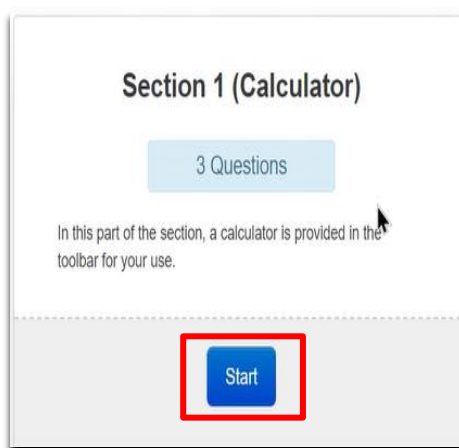 Section 1 (Calculator)
3 Questions
In this part of the section, a calculator is provided in the
toolbar for your use.
Start